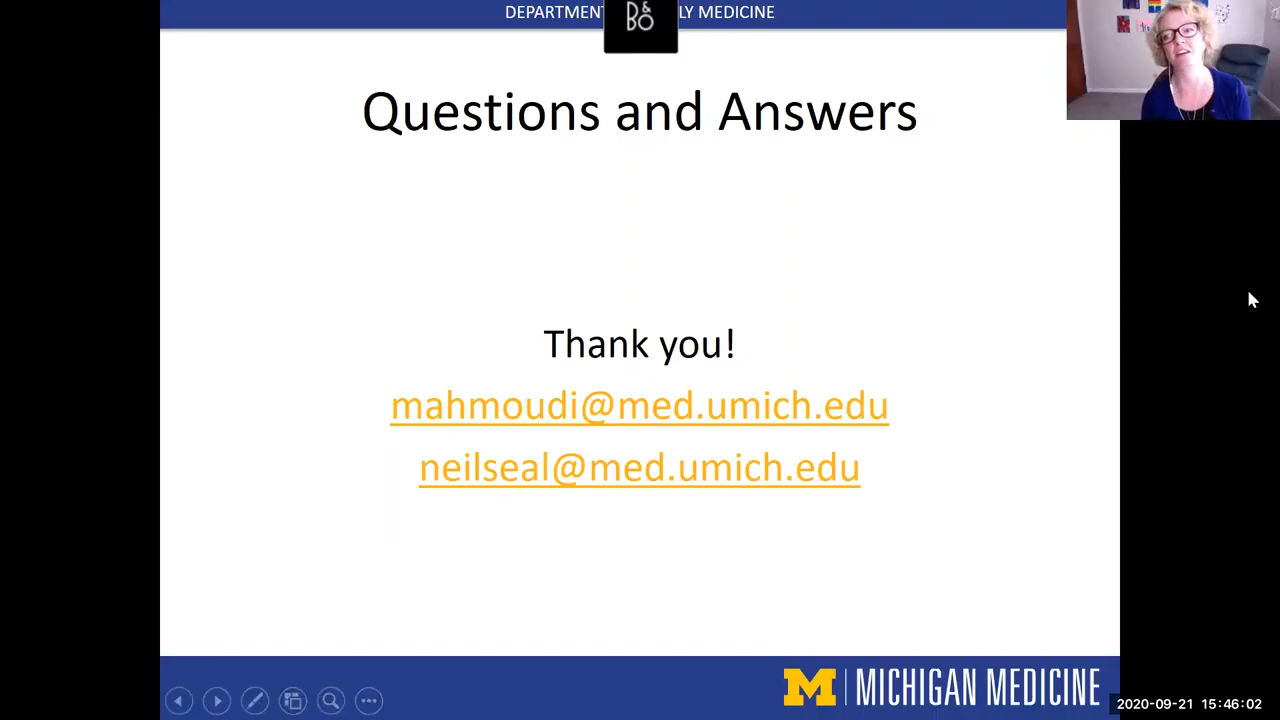 DEPARTMENT LY MEDICINE
B&
BO
Questions and Answers
Thank you!
mahmoudi@med.umich.edu
neilseal@med.umich.edu
M | MICHIGAN MEDICINE
2020-09-21 15:46:02